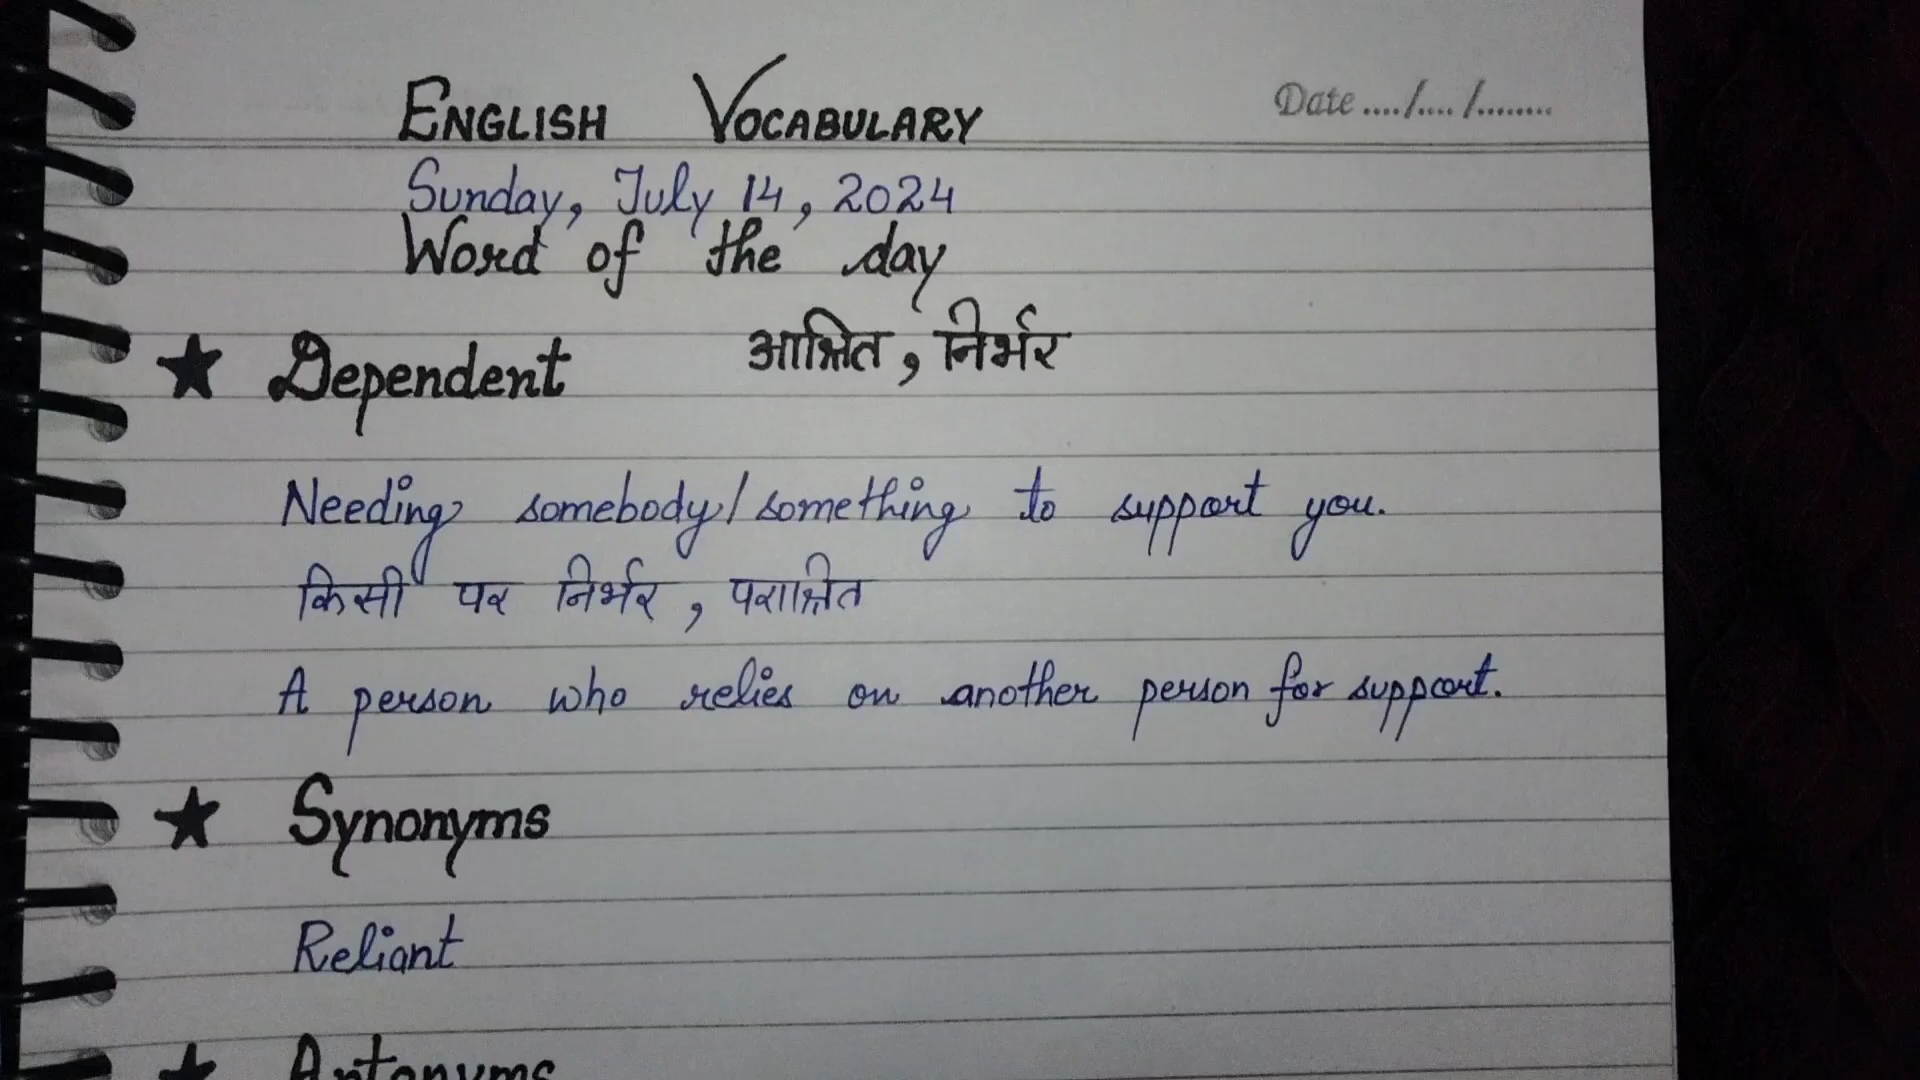 ENGLISH VOCABULARY
Date ..../..../........
Sunday, July 14, 2024
Word of the day
★ Dependent आश्रित, निर्भर
Needing somebody/something to support you.
किसी पर निर्भर, पराश्रित
A person who relies on another person for support.
★ Synonyms
Reliant
★ Antonyms